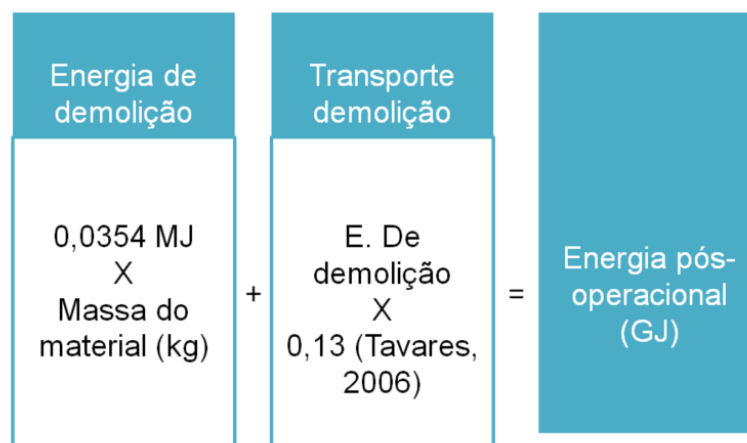 Energia de
demolição
0,0354 MJ
X
Massa do
material (kg)
+
Transporte
demolição
E. De
demolição
X
0,13 (Tavares,
2006)
=
Energia pós-
operacional
(GJ)